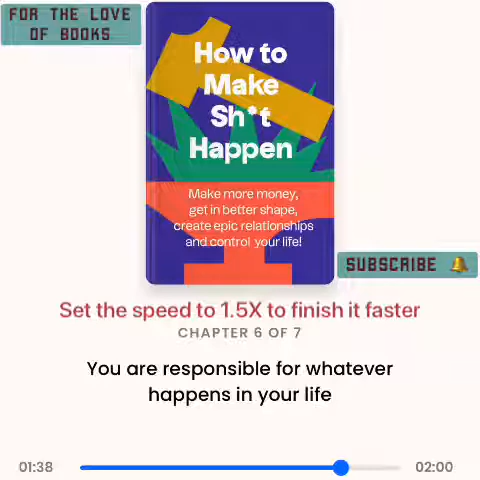 FOR THE LOVE
OF BOOKS
How to
Make
Sh*t
Happen
Make more money,
get in better shape,
create epic relationships
and control your life!
SUBSCRIBE 🔔
Set the speed to 1.5X to finish it faster
CHAPTER 6 OF 7
You are responsible for whatever
happens in your life
01:38
02:00